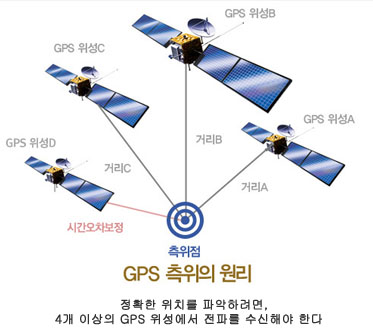 GPS 위성B
GPS 위성C
GPS 위성A
GPS 위성D
거리B
거리C
거리A
시간오차보정
측위점
GPS 측위의 원리
정확한 위치를 파악하려면,
4개 이상의 GPS 위성에서 전파를 수신해야 한다